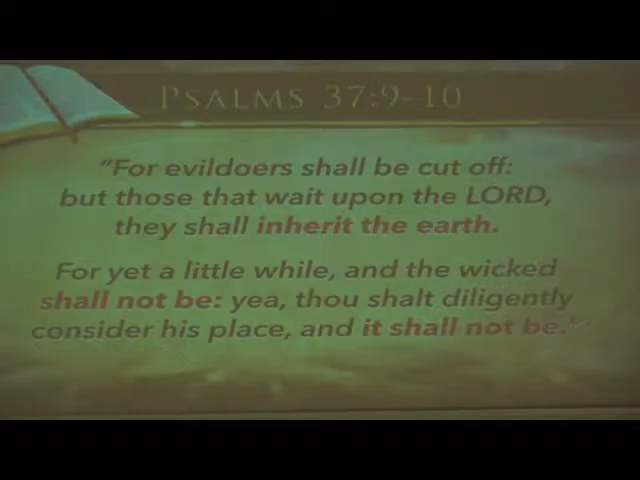 PSALMS 37:9-10
"For evildoers shall be cut off:
but those that wait upon the LORD,
they shall inherit the earth.
For yet a little while, and the wicked
shall not be: yea, thou shalt diligently
consider his place, and it shall not be."